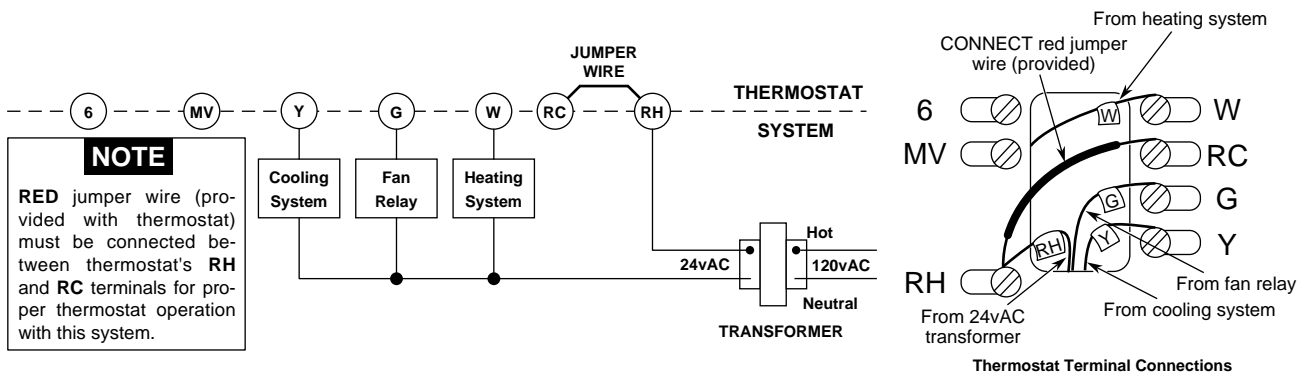 JUMPER
WIRE
6 MV Y G W RC RH
THERMOSTAT
SYSTEM
NOTE
RED jumper wire (pro-
vided with thermostat)
must be connected be-
tween thermostat's RH
and RC terminals for pro-
per thermostat operation
with this system.
Cooling
System
Fan
Relay
Heating
System
Hot
24vAC
120vAC
Neutral
TRANSFORMER
From heating system
CONNECT red jumper
wire (provided)
6
MV
RH
W
RC
G
Y
W
G
Y
RH
From fan relay
From cooling system
From 24vAC
transformer
Thermostat Terminal Connections